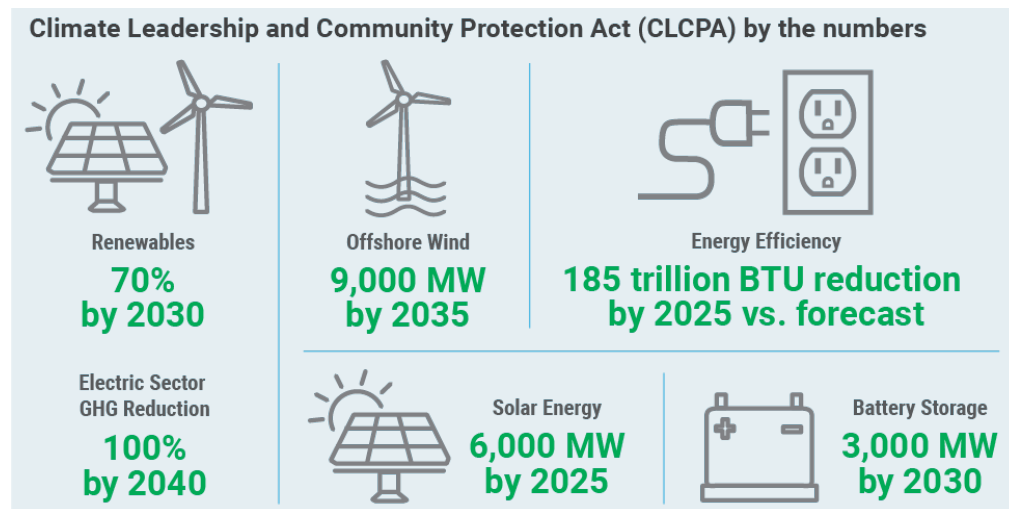 Climate Leadership and Community Protection Act (CLCPA) by the numbers
Renewables
70%
by 2030
Electric Sector
GHG Reduction
100%
by 2040
Offshore Wind
9,000 MW
by 2035
Energy Efficiency
185 trillion BTU reduction
by 2025 vs. forecast
Solar Energy
6,000 MW
by 2025
Battery Storage
3,000 MW
by 2030